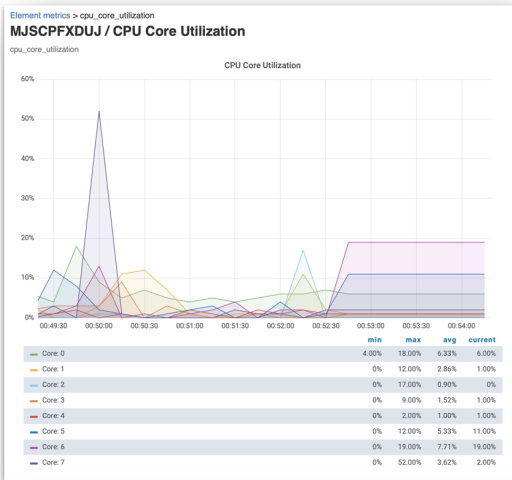 Element metrics > cpu_core_utilization
MJSCPFXDUJ / CPU Core Utilization
cpu_core_utilization
CPU Core Utilization
60%
50%
40%
30%
20%
10%
0%
00:49:30 00:50:00 00:50:30 00:51:00 00:51:30 00:52:00 00:52:30 00:53:00 00:53:30 00:54:00
min max avg current
Core: 0 4.00% 18.00% 6.33% 6.00%
Core: 1 0% 12.00% 2.86% 1.00%
Core: 2 0% 17.00% 0.90% 0%
Core: 3 0% 9.00% 1.52% 1.00%
Core: 4 0% 2.00% 1.00% 1.00%
Core: 5 0% 12.00% 5.33% 11.00%
Core: 6 0% 19.00% 7.71% 19.00%
Core: 7 0% 52.00% 3.62% 2.00%